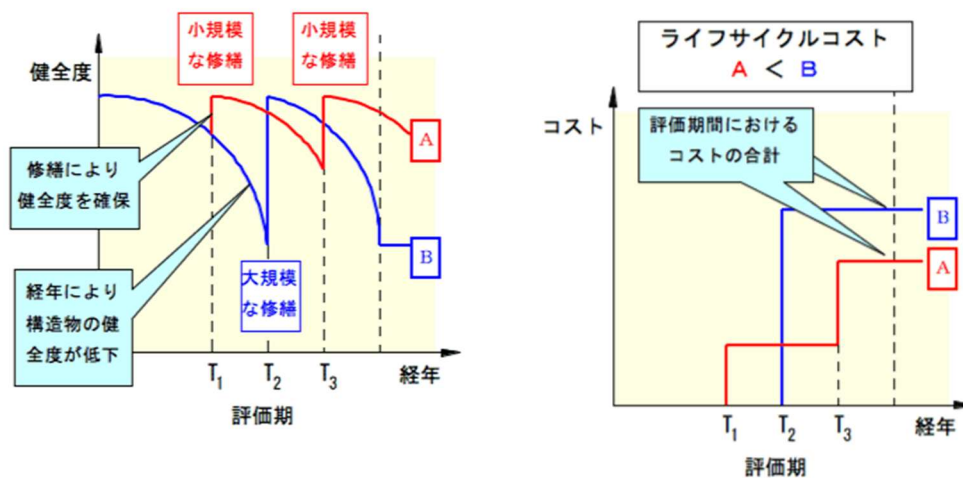 小規模
な修繕
小規模
な修繕
健全度
修繕により
健全度を確保
A
B
経年により
構造物の健
全度が低下
大規模
な修繕
T1
T2
T3
経年
評価期
ライフサイクルコスト
A < B
コスト
評価期間における
コストの合計
B
A
T1
T2
T3
経年
評価期